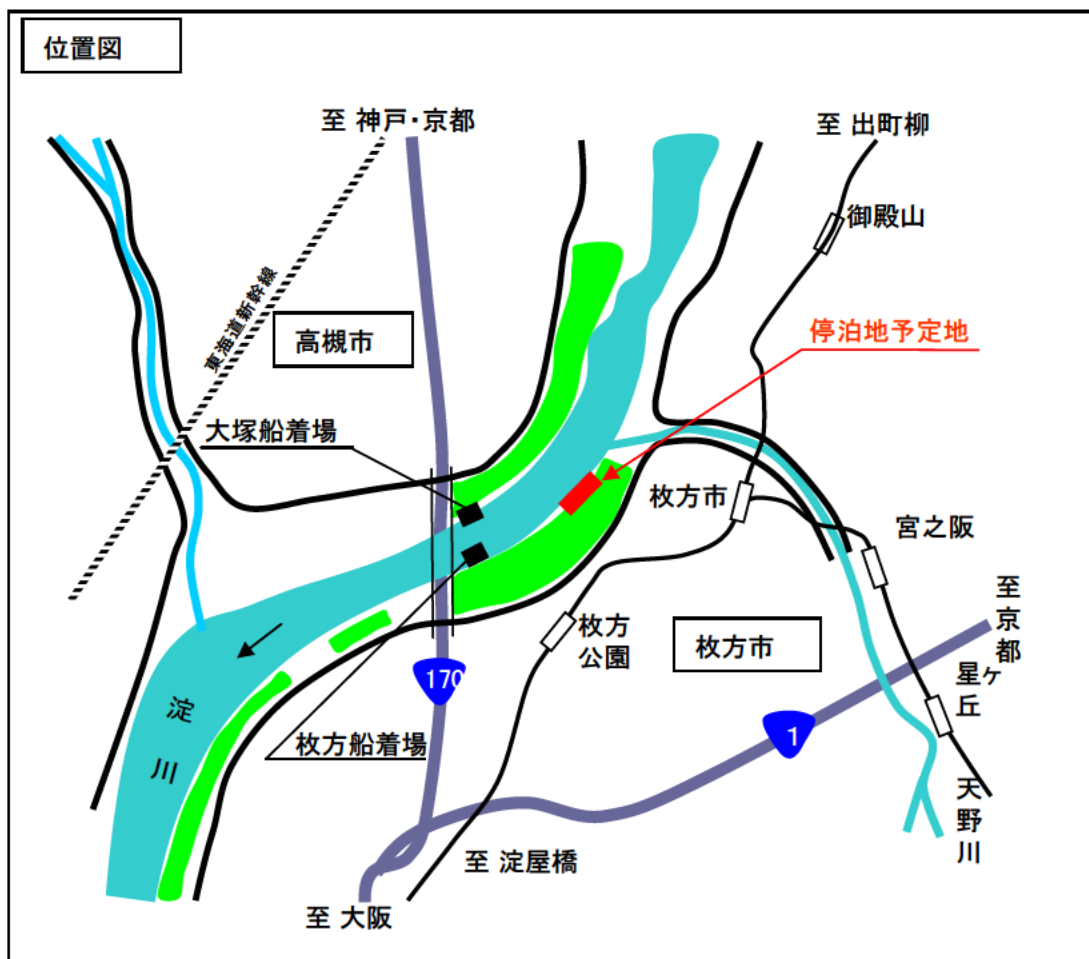 位置図
至 神戸・京都
至 出町柳
御殿山
東海道新幹線
高槻市
停泊地予定地
大塚船着場
枚方市
宮之阪
至京都
枚方
公園
枚方市
星ヶ
丘
170
淀川
枚方船着場
1
天野川
至 淀屋橋
至 大阪